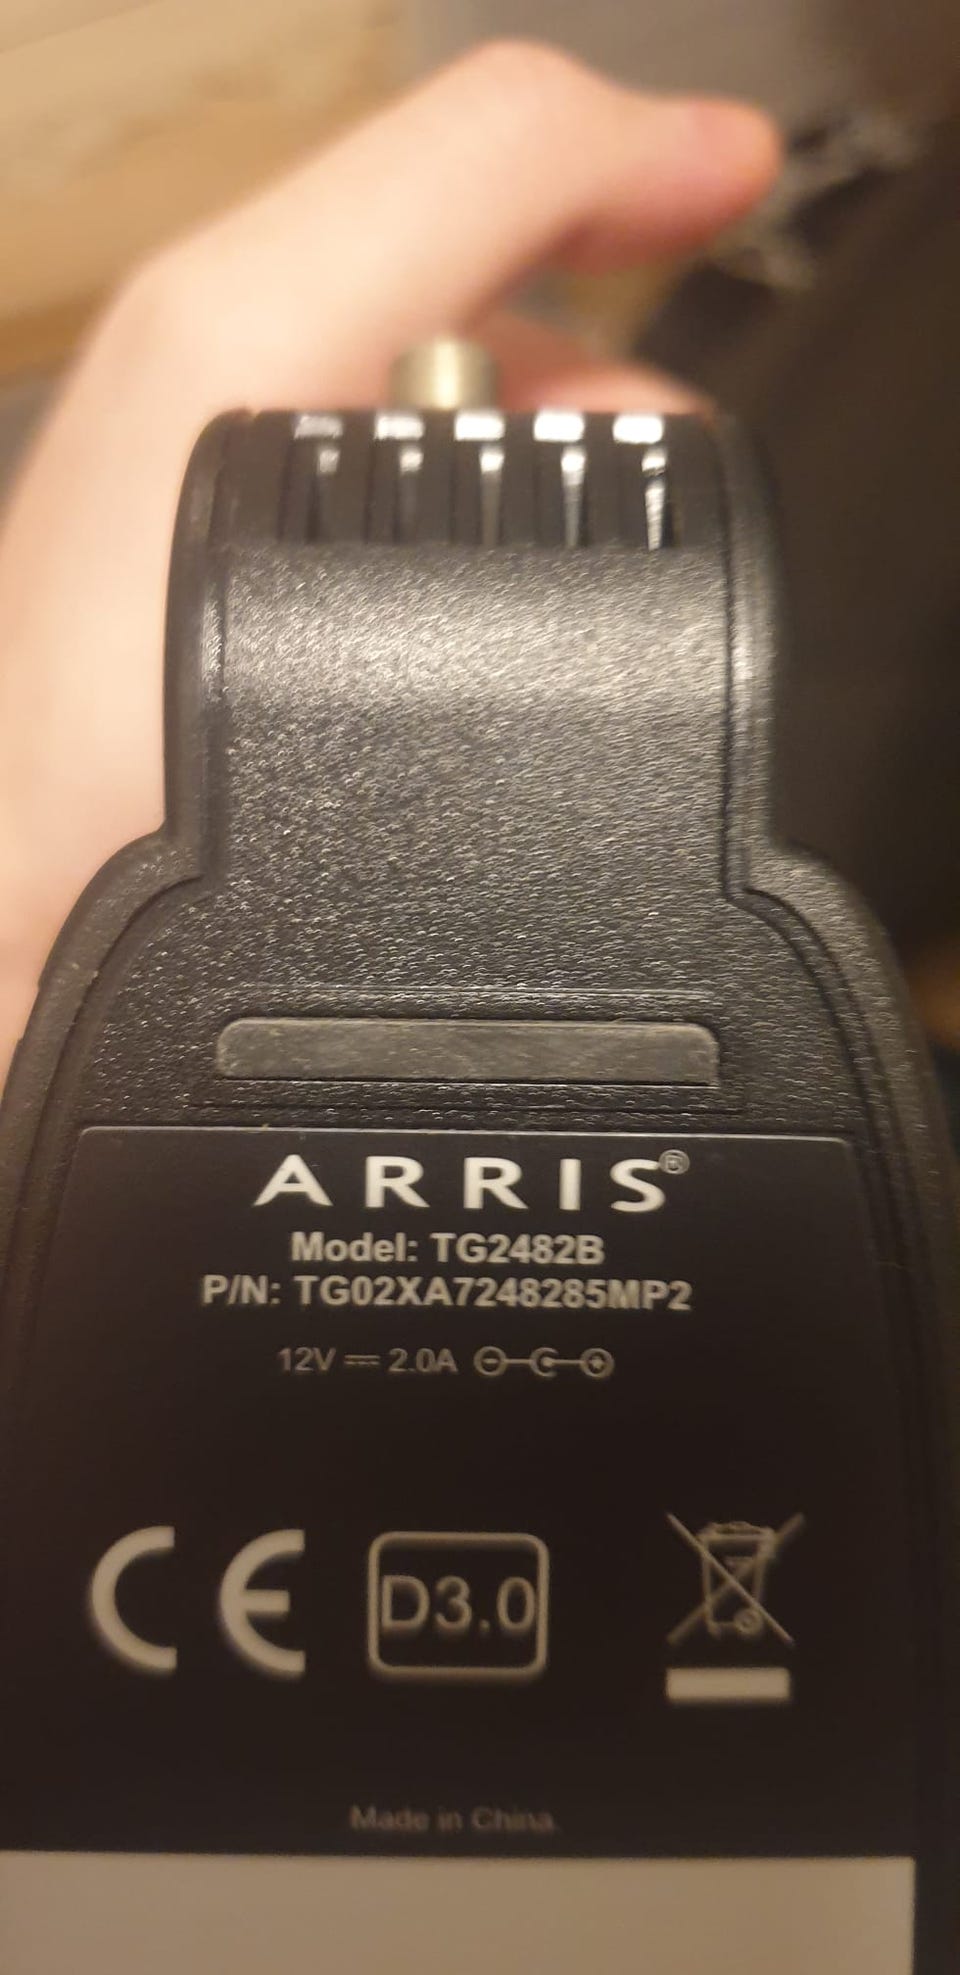 ARRIS®
Model: TG2482B
P/N: TG02XA7248285MP2
12V ⎓ 2.0A
CE
D3.0
Made in China.